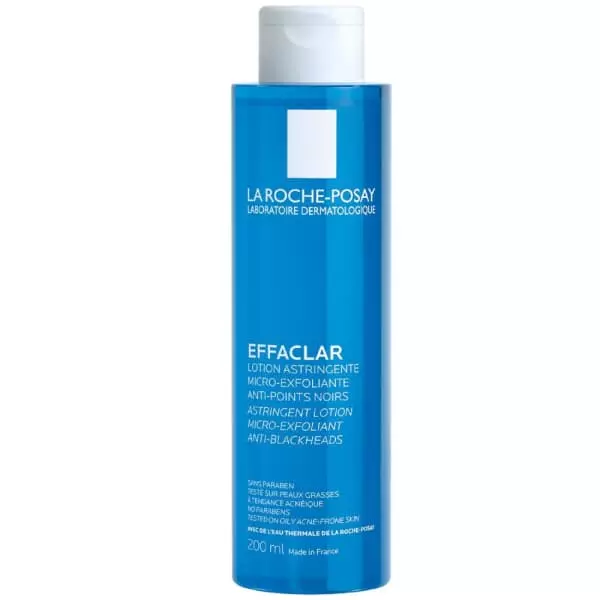 LA ROCHE-POSAY
LABORATOIRE DERMATOLOGIQUE
EFFACLAR
LOTION ASTRINGENTE
MICRO-EXFOLIANTE
ANTI-POINTS NOIRS
ASTRINGENT LOTION
MICRO-EXFOLIANT
ANTI-BLACKHEADS
SANS PARABEN
TESTÉ SUR PEAUX GRASSES
À TENDANCE ACNÉIQUE
NO PARABENS
TESTED ON OILY ACNE-PRONE SKIN
AVEC DE L'EAU THERMALE DE LA ROCHE-POSAY
200 ml Made in France